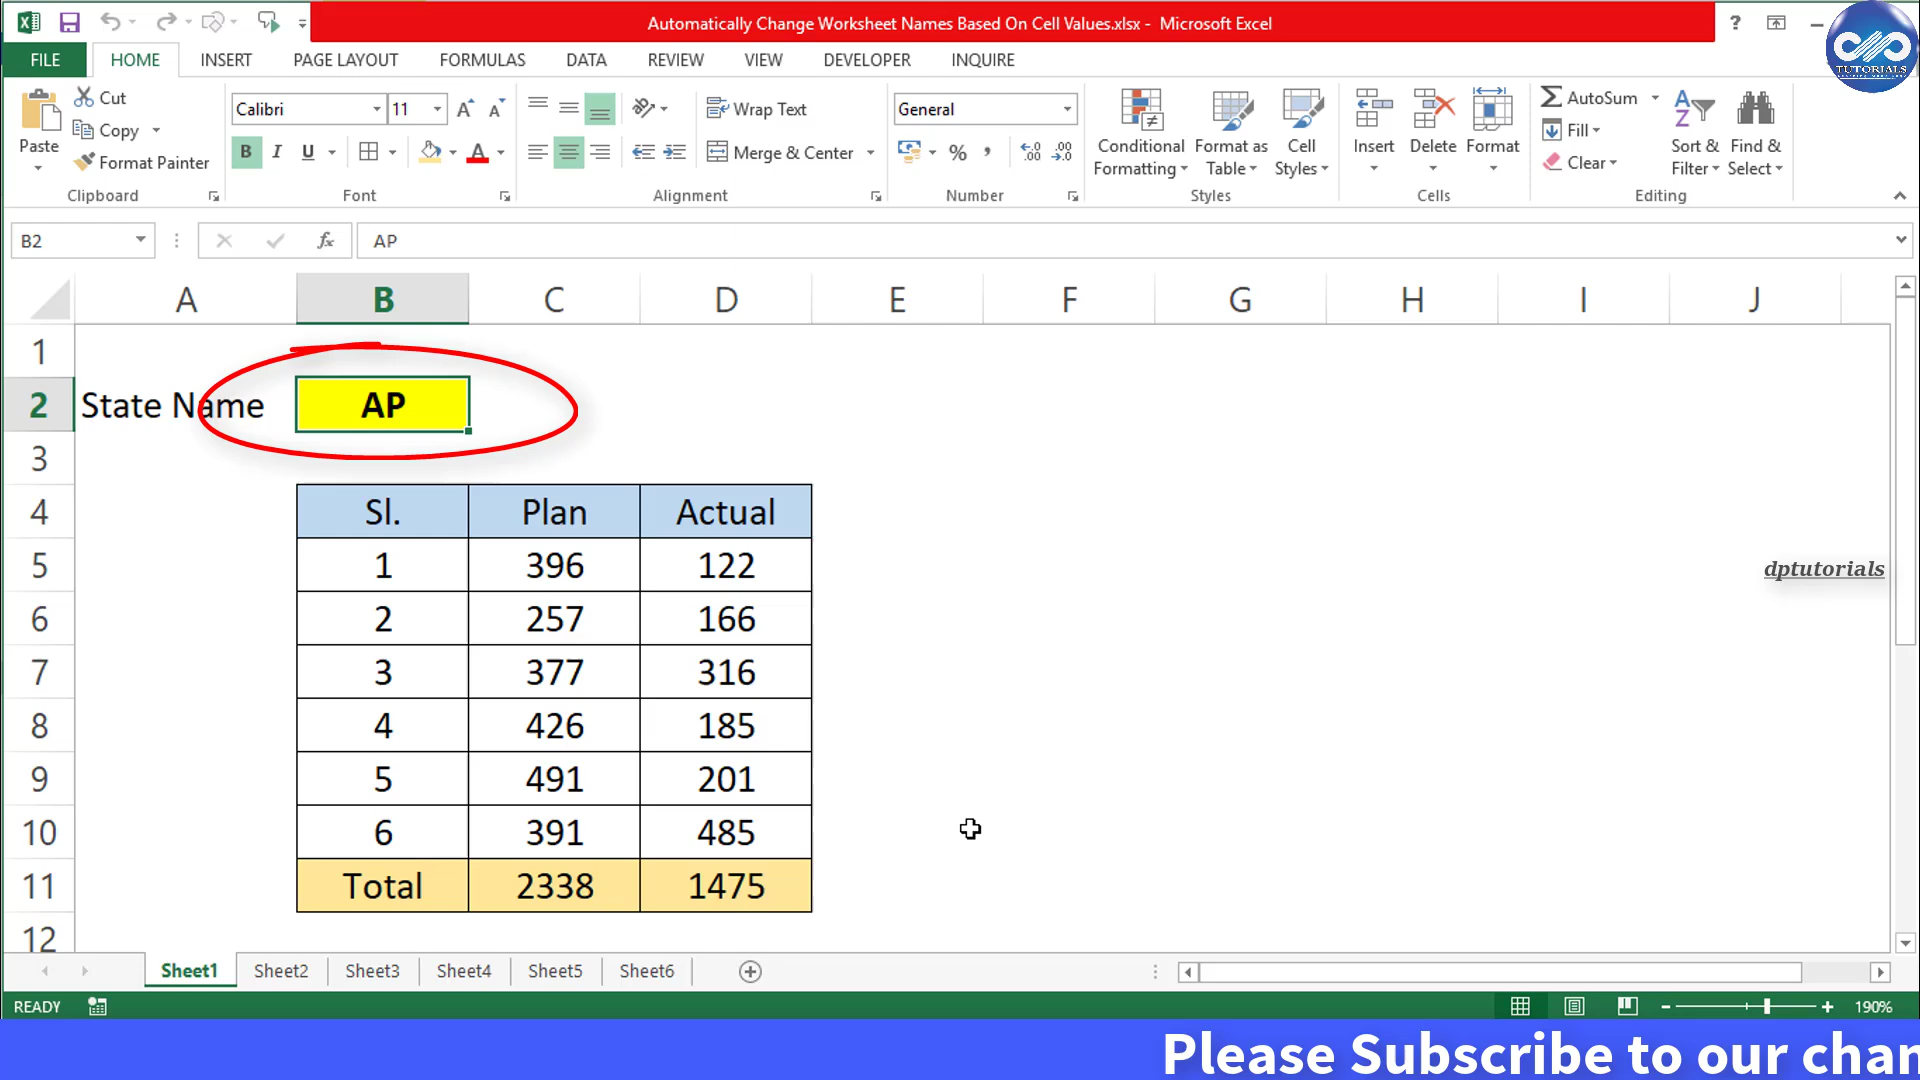 Automatically Change Worksheet Names Based On Cell Values.xlsx - Microsoft Excel
?
FILE HOME INSERT PAGE LAYOUT FORMULAS DATA REVIEW VIEW DEVELOPER INQUIRE
TUTORIALS
Paste
Cut
Copy
Format Painter
Clipboard
Calibri 11
B I U
Font
Wrap Text
Merge & Center
Alignment
General
%
Number
Conditional Formatting
Format as Table
Cell Styles
Styles
Insert
Delete
Format
Cells
AutoSum
Fill
Clear
Sort & Filter
Find & Select
Editing
B2 fx AP
A B C D E F G H I J
1
2 State Name AP
3
4 Sl. Plan Actual
5 1 396 122
6 2 257 166
7 3 377 316
8 4 426 185
9 5 491 201
10 6 391 485
11 Total 2338 1475
12
dptutorials
Sheet1 Sheet2 Sheet3 Sheet4 Sheet5 Sheet6
READY 190%
Please Subscribe to our chan